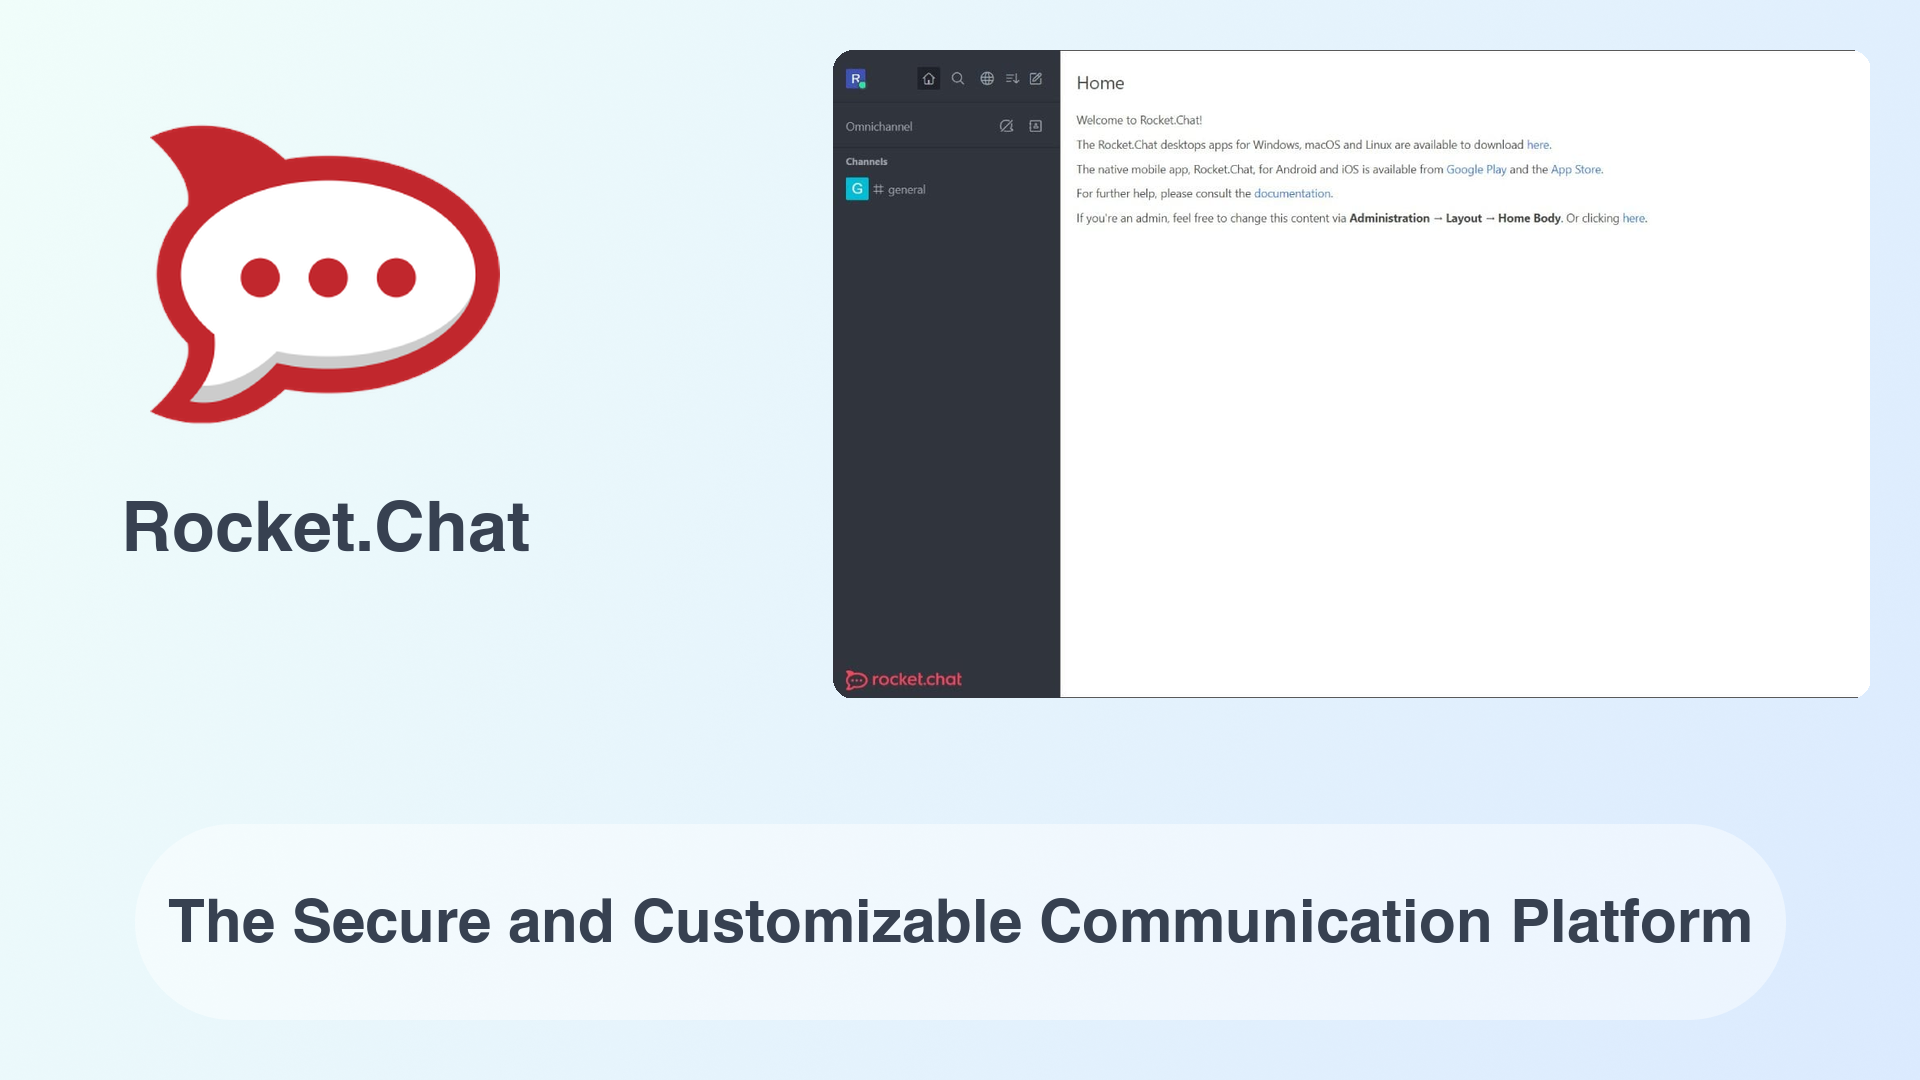 Rocket.Chat
R
Omnichannel
Channels
G # general
rocket.chat
Home
Welcome to Rocket.Chat!
The Rocket.Chat desktops apps for Windows, macOS and Linux are available to download here.
The native mobile app, Rocket.Chat, for Android and iOS is available from Google Play and the App Store.
For further help, please consult the documentation.
If you're an admin, feel free to change this content via Administration → Layout → Home Body. Or clicking here.
The Secure and Customizable Communication Platform